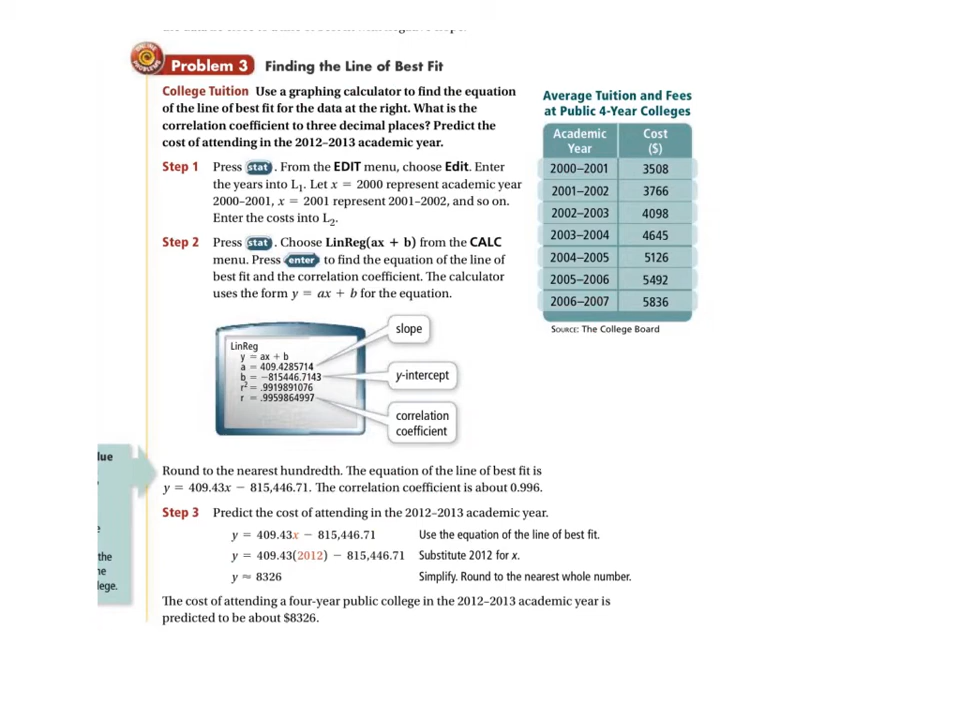 Problem 3 Finding the Line of Best Fit
College Tuition Use a graphing calculator to find the equation
of the line of best fit for the data at the right. What is the
correlation coefficient to three decimal places? Predict the
cost of attending in the 2012–2013 academic year.
Step 1 Press stat. From the EDIT menu, choose Edit. Enter
the years into L1. Let x = 2000 represent academic year
2000–2001, x = 2001 represent 2001–2002, and so on.
Enter the costs into L2.
Step 2 Press stat. Choose LinReg(ax + b) from the CALC
menu. Press enter to find the equation of the line of
best fit and the correlation coefficient. The calculator
uses the form y = ax + b for the equation.
Average Tuition and Fees
at Public 4-Year Colleges
Academic Year Cost ($)
2000–2001 3508
2001–2002 3766
2002–2003 4098
2003–2004 4645
2004–2005 5126
2005–2006 5492
2006–2007 5836
SOURCE: The College Board
LinReg
y = ax + b
a = 409.4285714
b = −815446.7143
r² = .9919891076
r = .9959864997
slope
y-intercept
correlation
coefficient
Round to the nearest hundredth. The equation of the line of best fit is
y = 409.43x − 815,446.71. The correlation coefficient is about 0.996.
Step 3 Predict the cost of attending in the 2012–2013 academic year.
y = 409.43x − 815,446.71 Use the equation of the line of best fit.
y = 409.43(2012) − 815,446.71 Substitute 2012 for x.
y ≈ 8326 Simplify. Round to the nearest whole number.
The cost of attending a four-year public college in the 2012–2013 academic year is
predicted to be about $8326.
lue
e
the
ne
lege.